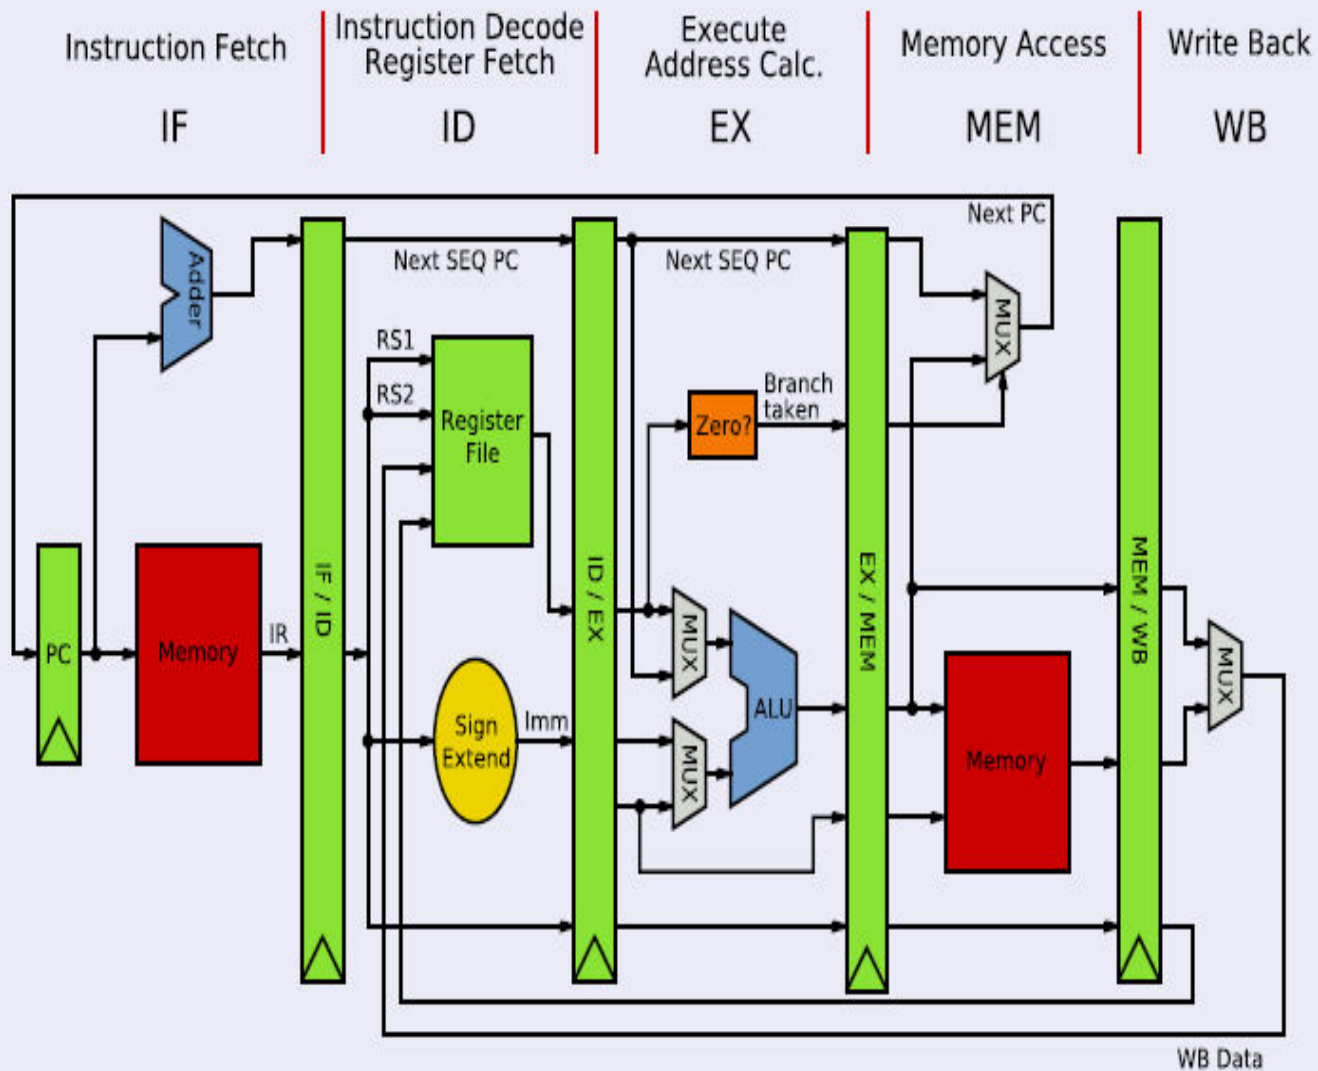 Instruction Fetch
IF
Instruction Decode
Register Fetch
ID
Execute
Address Calc.
EX
Memory Access
MEM
Write Back
WB
Next PC
Adder
Next SEQ PC
Next SEQ PC
MUX
RS1
RS2
Register
File
Zero?
Branch
taken
PC
Memory
IR
IF / ID
Sign
Extend
Imm
ID / EX
MUX
MUX
ALU
EX / MEM
Memory
MEM / WB
MUX
WB Data